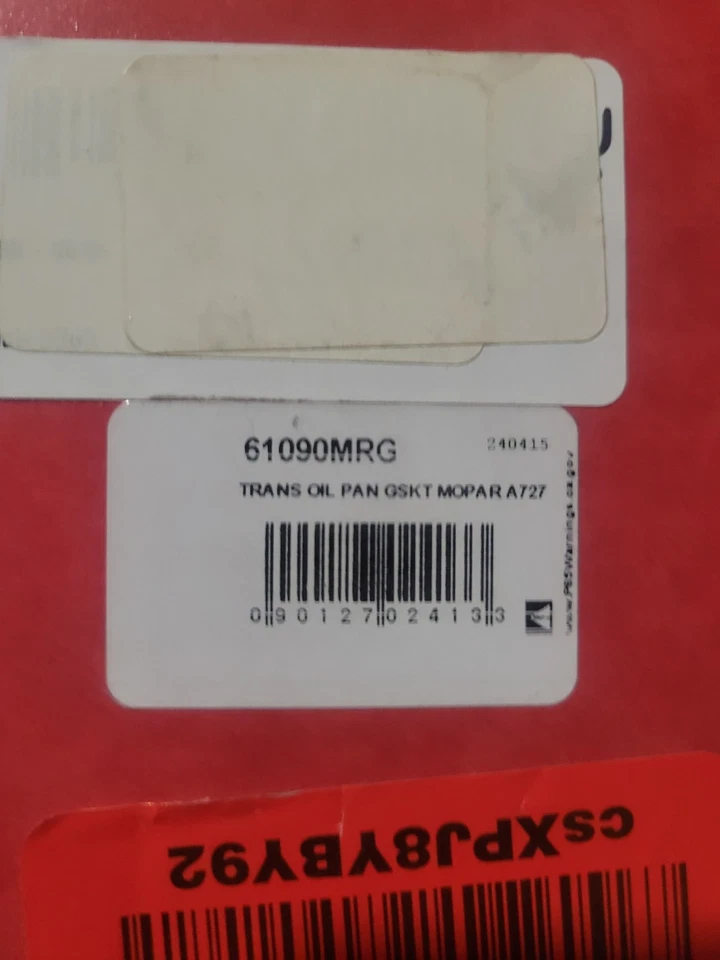 61090MRG
240415
TRANS OIL PAN GSKT MOPAR A727
www.P65Warnings.ca.gov
0 90127 02413 3
csXPJ8YBY92